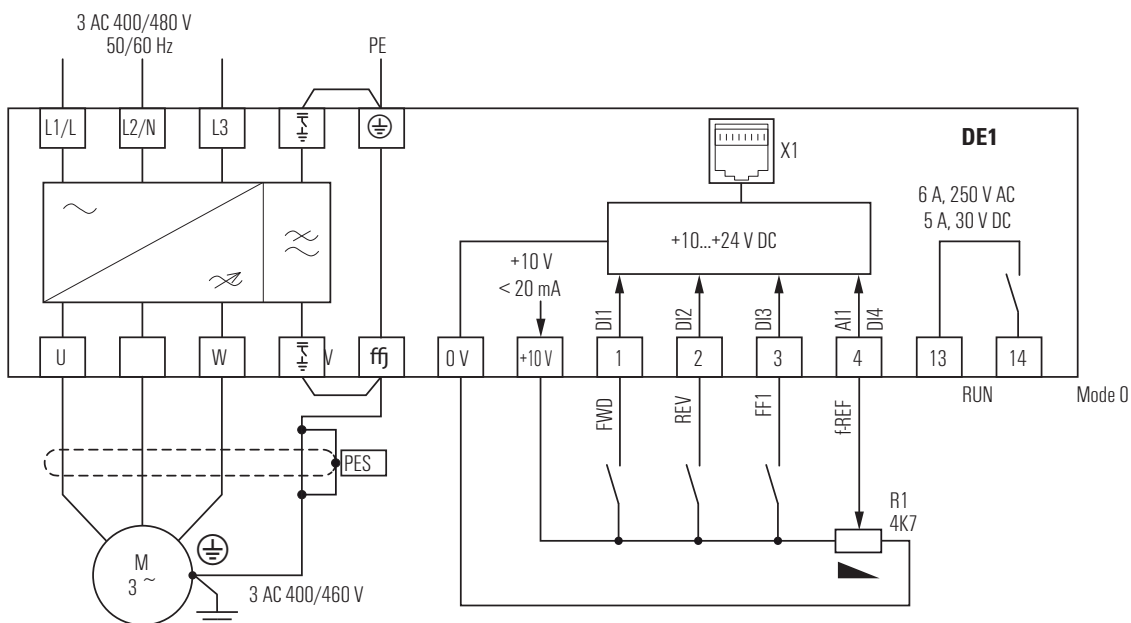 3 AC 400/480 V
50/60 Hz
PE
L1/L
L2/N
L3
X1
DE1
6 A, 250 V AC
5 A, 30 V DC
+10...+24 V DC
+10 V
< 20 mA
DI1
DI2
DI3
AI1
DI4
U
W
V
ffj
0 V
+10 V
1
2
3
4
13
14
FWD
REV
FF1
f-REF
RUN
Mode 0
PES
R1
4K7
M
3 ~
3 AC 400/460 V